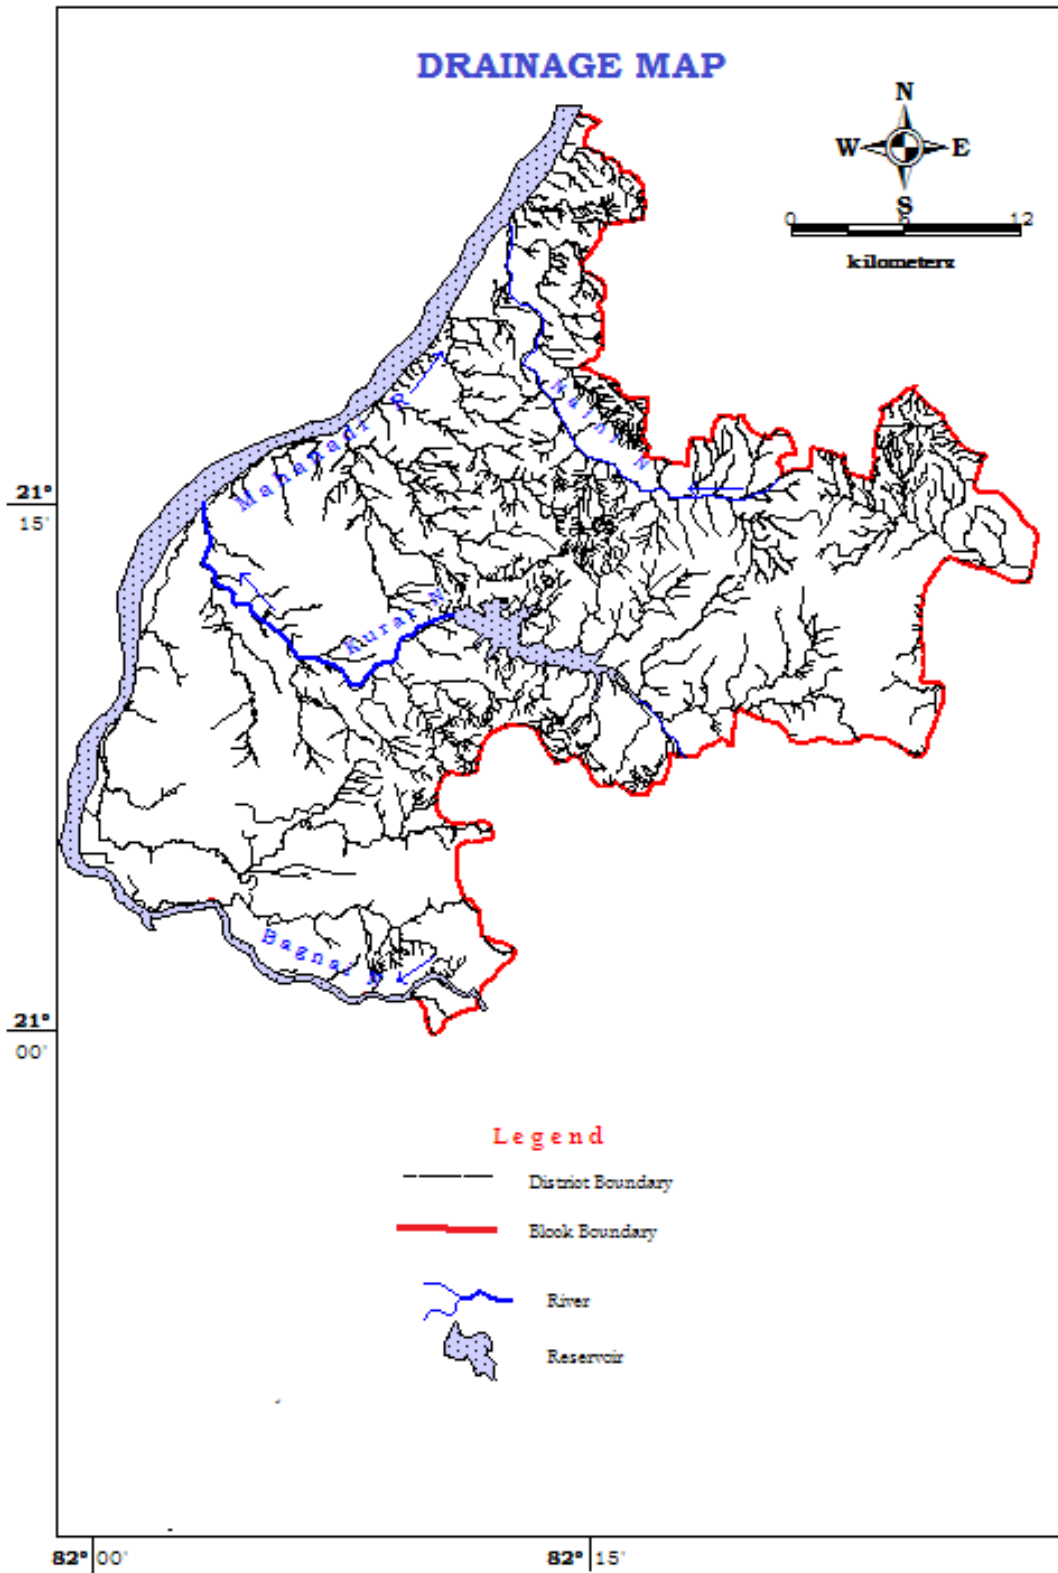 DRAINAGE MAP
N
W E
S
0 6 12
kilometers
Mahanadi R
21°
15'
Kurar N
Bagnai R
21°
00'
Legend
District Boundary
Block Boundary
River
Reservoir
82° 00'
82° 15'